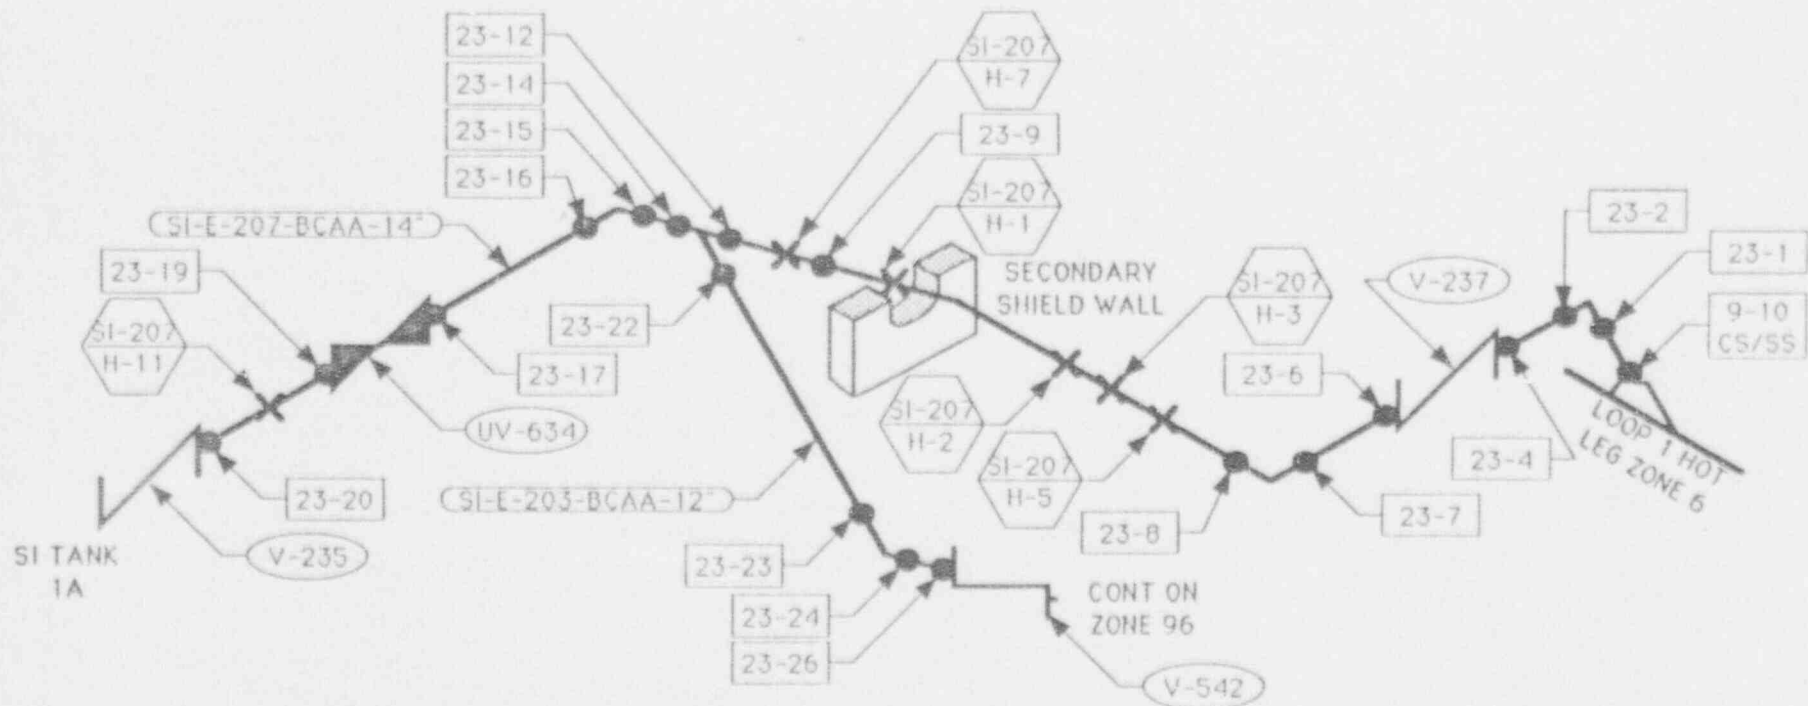 23-12
23-14
23-15
23-16
SI-207
H-7
23-9
SI-207
H-1
SI-E-207-BCAA-14"
23-19
SI-207
H-11
23-22
23-17
UV-634
23-20
V-235
SI TANK
1A
SI-E-203-BCAA-12"
SECONDARY
SHIELD WALL
SI-207
H-2
SI-207
H-5
SI-207
H-3
V-237
23-2
23-1
9-10
CS/SS
23-6
23-4
LOOP 1 HOT
LEG ZONE 6
23-8
23-7
23-23
23-24
23-26
CONT ON
ZONE 96
V-542